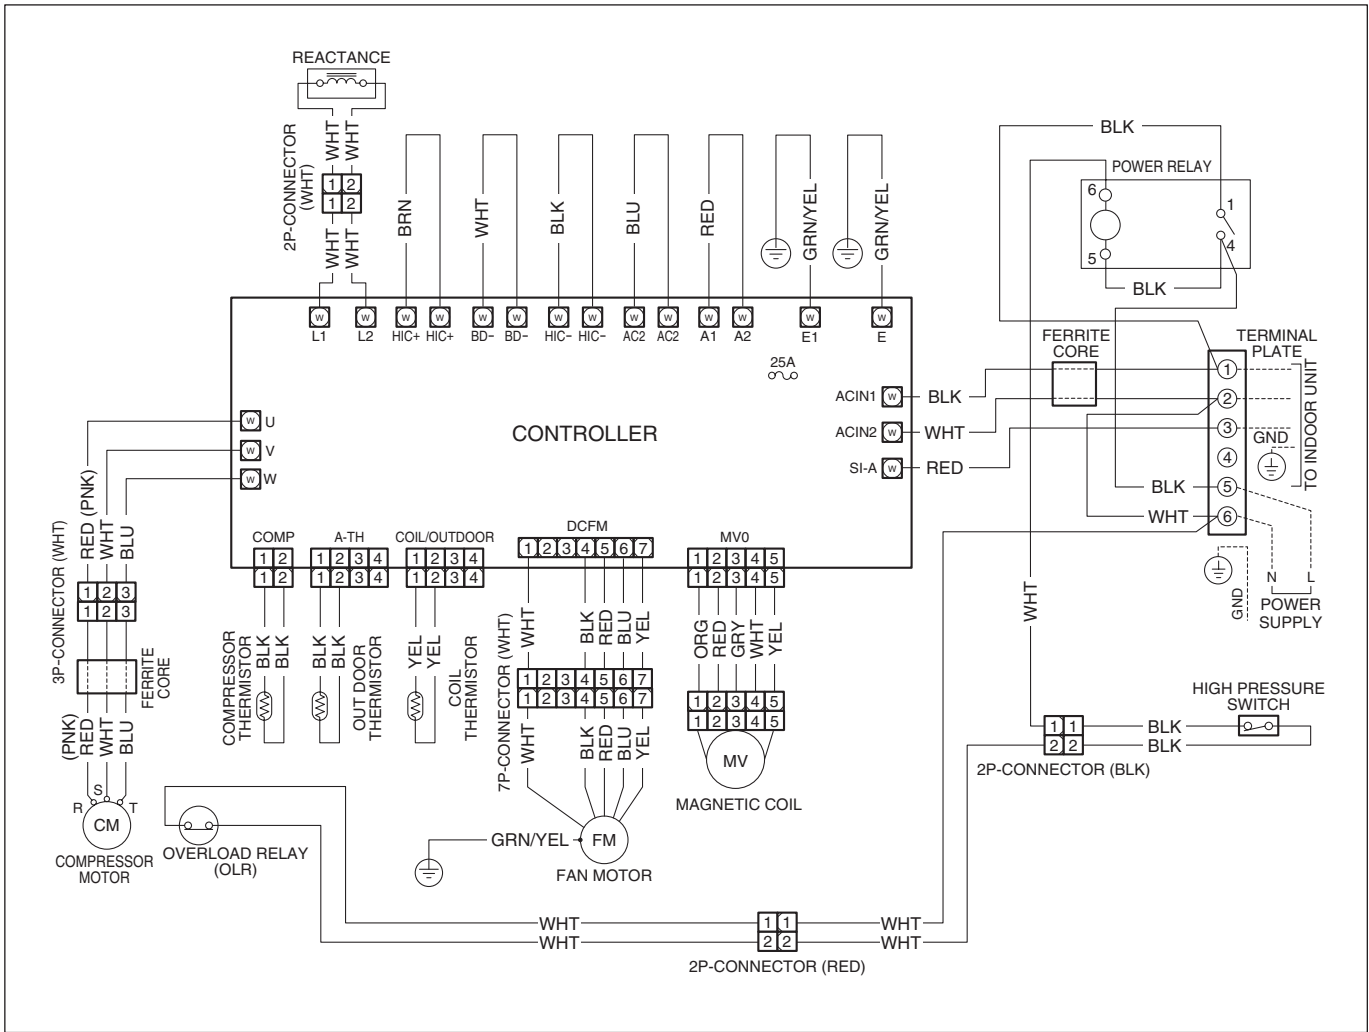 REACTANCE
2P-CONNECTOR
(WHT)
WHT WHT
1 2
1 2
WHT WHT
BRN
WHT
BLK
BLU
RED
GRN/YEL
GRN/YEL
BLK
POWER RELAY
6
1
5
4
BLK
W W W W W W W W W W W W W W
L1 L2 HIC+ HIC+ BD- BD- HIC- HIC- AC2 AC2 A1 A2 E1 E
25A
FERRITE
CORE
TERMINAL
PLATE
ACIN1 W BLK
ACIN2 W WHT
SI-A W RED
1
2
3
4
5
6
GND
TO INDOOR UNIT
BLK
WHT
GND
N L
POWER
SUPPLY
CONTROLLER
W U
W V
W W
RED (PNK)
WHT
BLU
3P-CONNECTOR (WHT)
1 2 3
1 2 3
FERRITE
CORE
(PNK)
RED
WHT
BLU
R S T
CM
COMPRESSOR
MOTOR
COMP
1 2
1 2
BLK
BLK
COMPRESSOR
THERMISTOR
A-TH
1 2 3 4
1 2 3 4
BLK
BLK
OUT DOOR
THERMISTOR
COIL/OUTDOOR
1 2 3 4
1 2 3 4
YEL
YEL
COIL
THERMISTOR
DCFM
1 2 3 4 5 6 7
WHT
BLK
RED
BLU
YEL
7P-CONNECTOR (WHT)
1 2 3 4 5 6 7
1 2 3 4 5 6 7
WHT
BLK
RED
BLU
YEL
GRN/YEL
FM
FAN MOTOR
MV0
1 2 3 4 5
1 2 3 4 5
ORG
RED
GRY
WHT
YEL
1 2 3 4 5
1 2 3 4 5
MV
MAGNETIC COIL
WHT
HIGH PRESSURE
SWITCH
1 1 BLK
2 2 BLK
2P-CONNECTOR (BLK)
OVERLOAD RELAY
(OLR)
WHT 1 1 WHT
WHT 2 2 WHT
2P-CONNECTOR (RED)